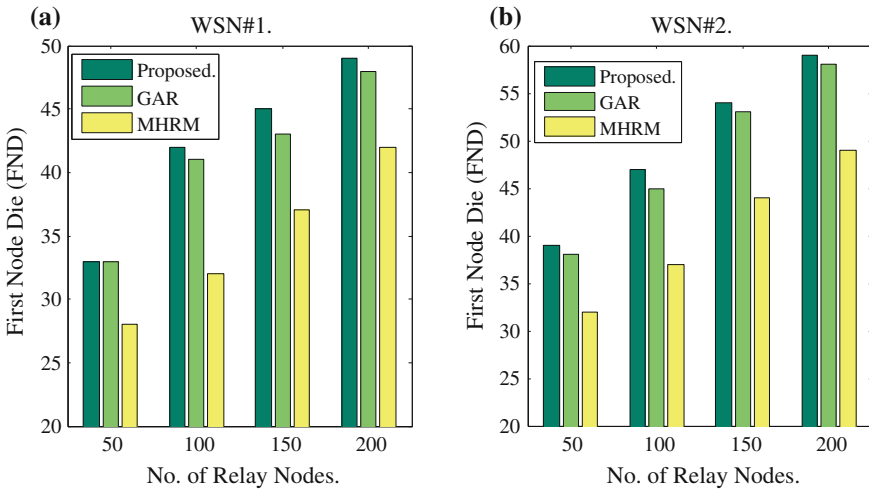 (a)
WSN#1.
First Node Die (FND)
50
45
40
35
30
25
20
Proposed.
GAR
MHRM
50 100 150 200
No. of Relay Nodes.
(b)
WSN#2.
First Node Die (FND)
60
55
50
45
40
35
30
25
20
Proposed.
GAR
MHRM
50 100 150 200
No. of Relay Nodes.